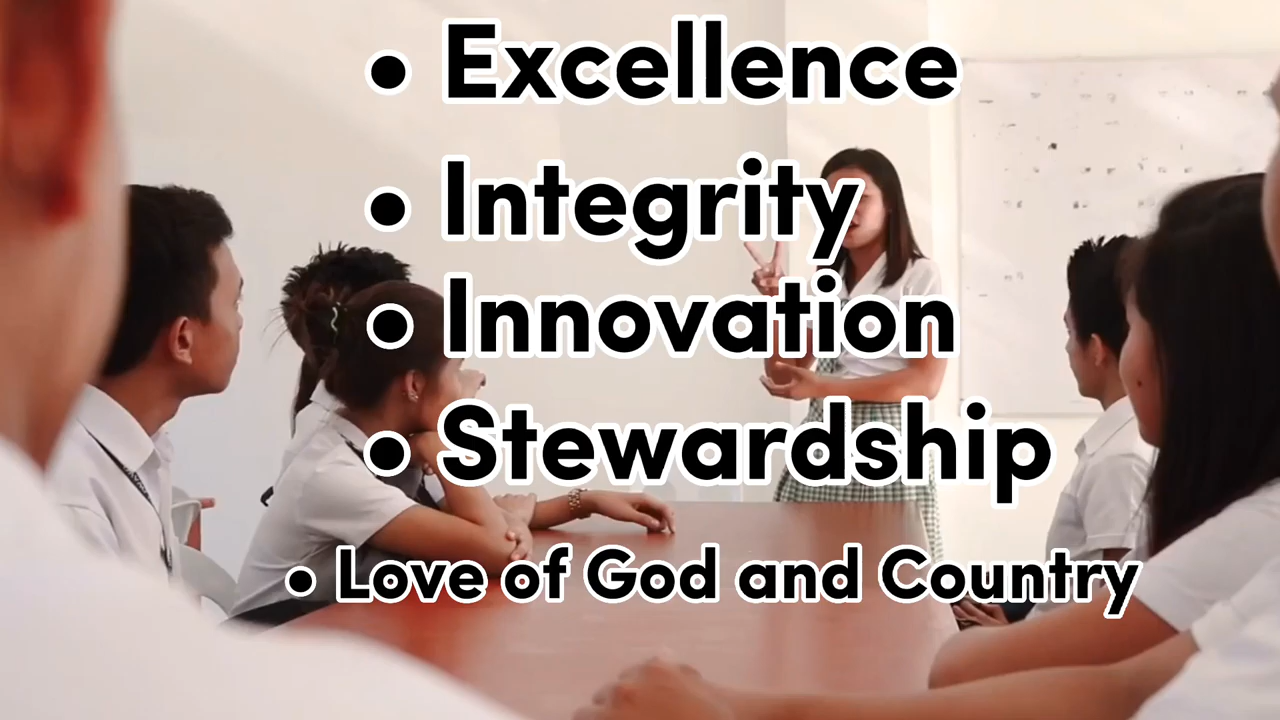 • Excellence
• Integrity
• Innovation
• Stewardship
• Love of God and Country